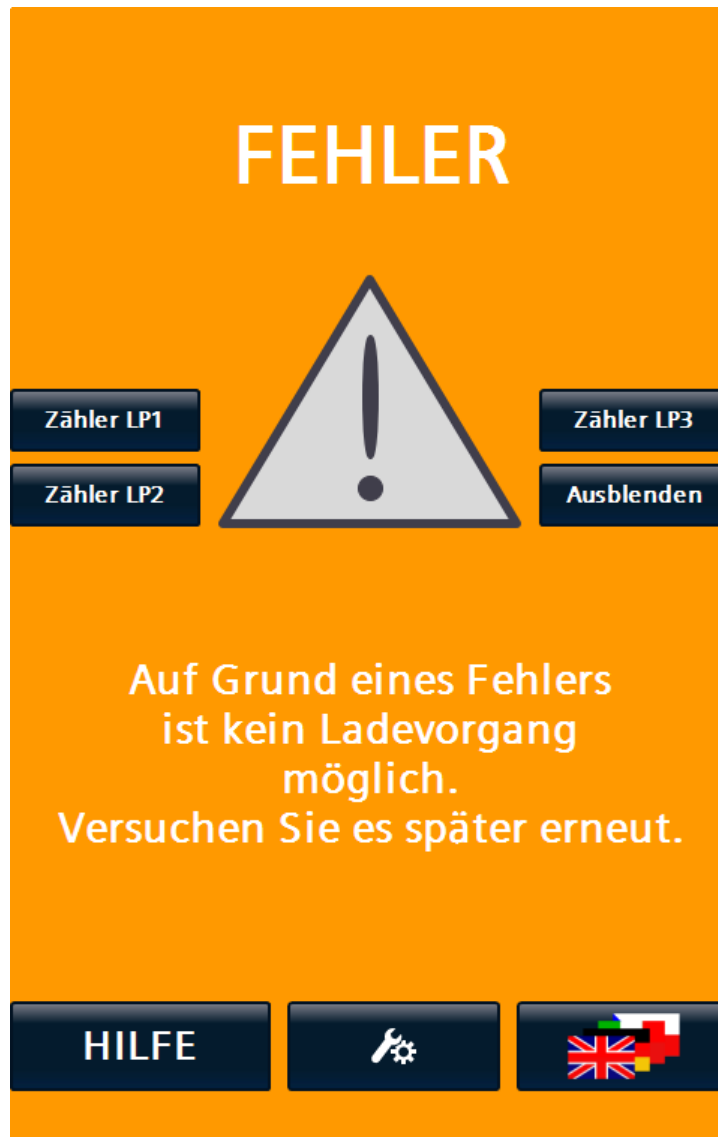 FEHLER
Zähler LP1
Zähler LP3
Zähler LP2
Ausblenden
Auf Grund eines Fehlers
ist kein Ladevorgang
möglich.
Versuchen Sie es später erneut.
HILFE